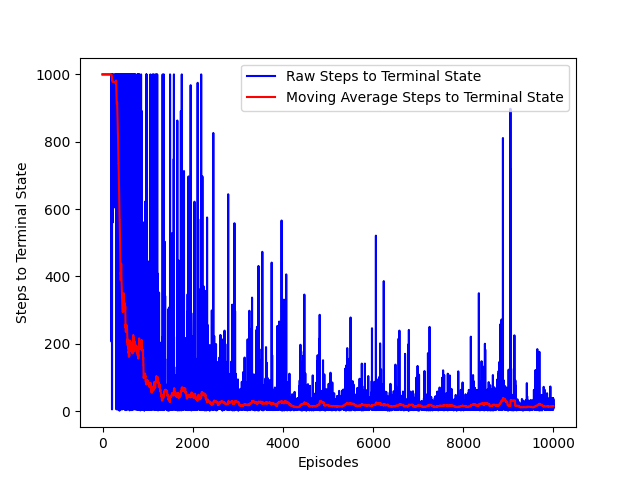 Raw Steps to Terminal State
Moving Average Steps to Terminal State
Steps to Terminal State
1000
800
600
400
200
0
0 2000 4000 6000 8000 10000
Episodes